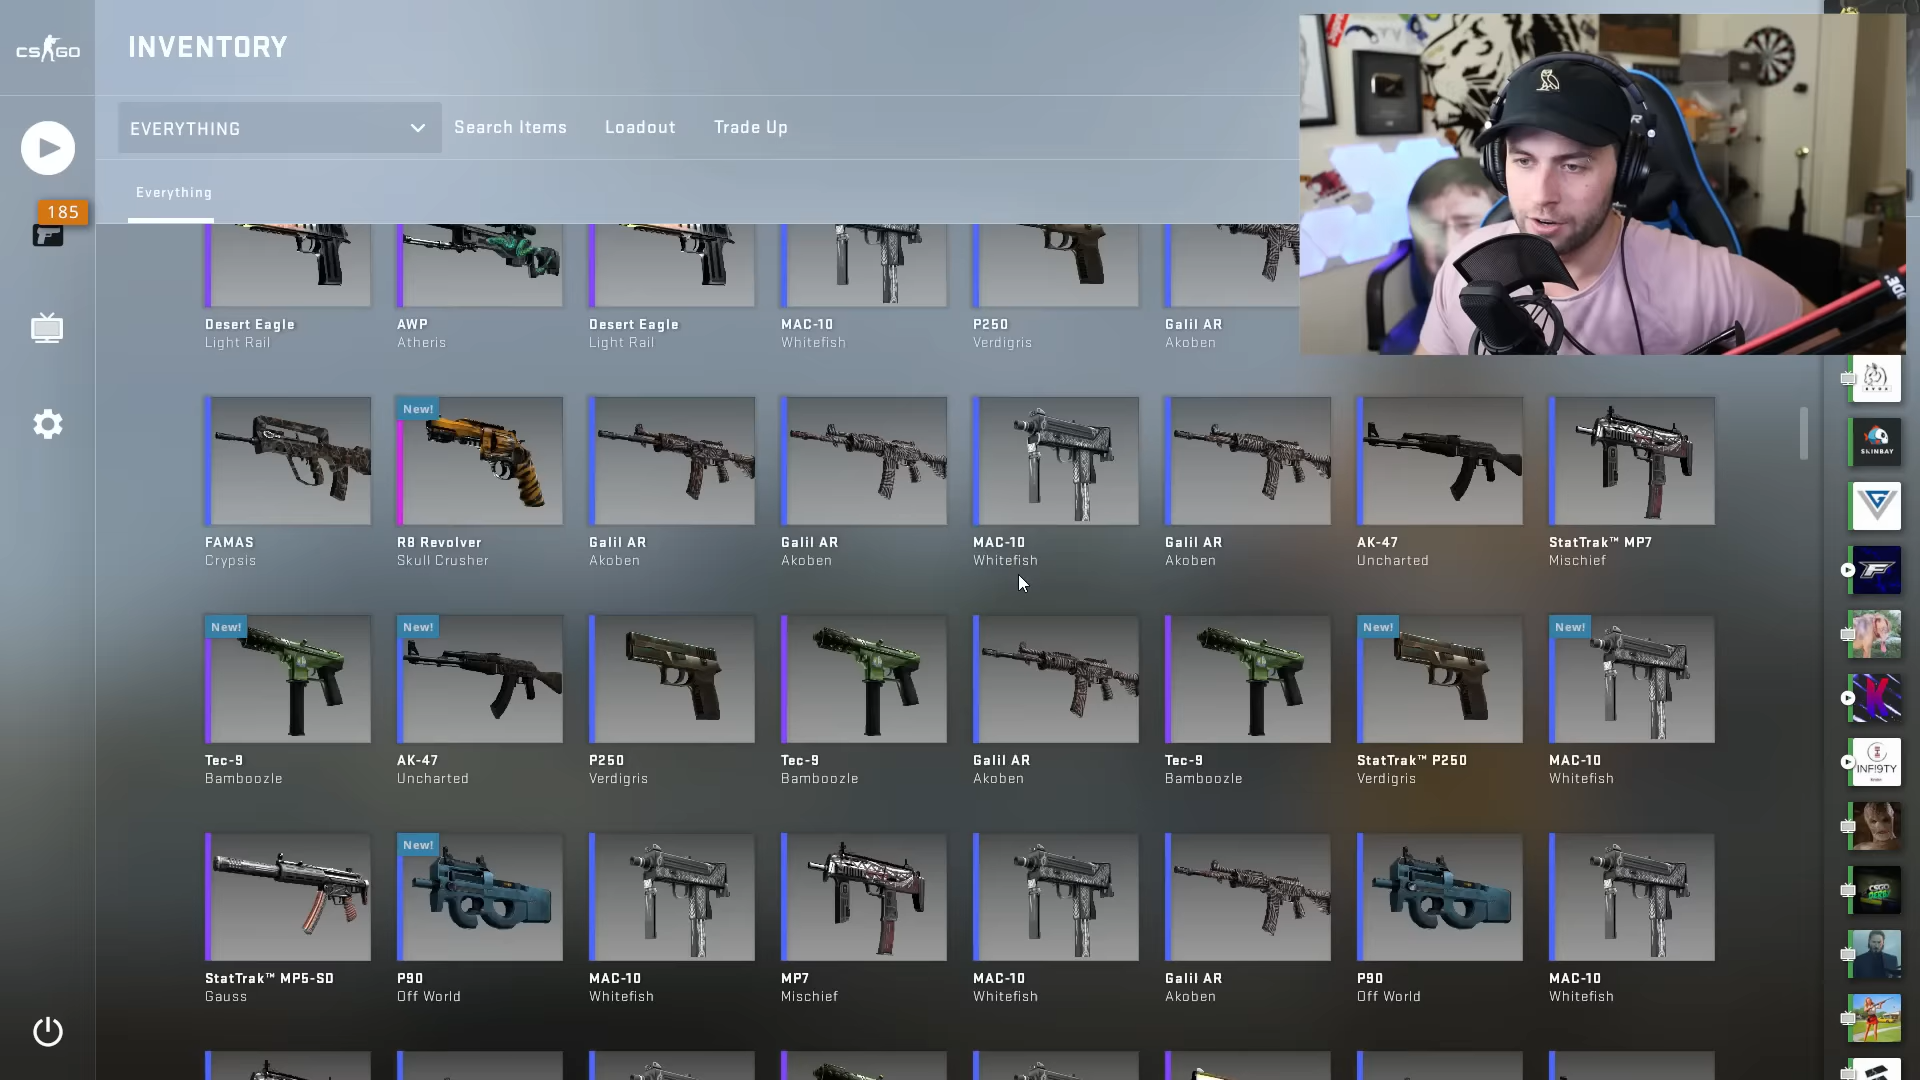 CS GO
INVENTORY
EVERYTHING
Search Items
Loadout
Trade Up
Everything
185
Desert Eagle
Light Rail
AWP
Atheris
Desert Eagle
Light Rail
MAC-10
Whitefish
P250
Verdigris
Galil AR
Akoben
FAMAS
Crypsis
New!
R8 Revolver
Skull Crusher
Galil AR
Akoben
Galil AR
Akoben
MAC-10
Whitefish
Galil AR
Akoben
AK-47
Uncharted
StatTrak™ MP7
Mischief
New!
Tec-9
Bamboozle
New!
AK-47
Uncharted
P250
Verdigris
Tec-9
Bamboozle
Galil AR
Akoben
Tec-9
Bamboozle
New!
StatTrak™ P250
Verdigris
New!
MAC-10
Whitefish
StatTrak™ MP5-SD
Gauss
New!
P90
Off World
MAC-10
Whitefish
MP7
Mischief
MAC-10
Whitefish
Galil AR
Akoben
P90
Off World
MAC-10
Whitefish
SKINBAY
F
K
INFI9TY
CSGO